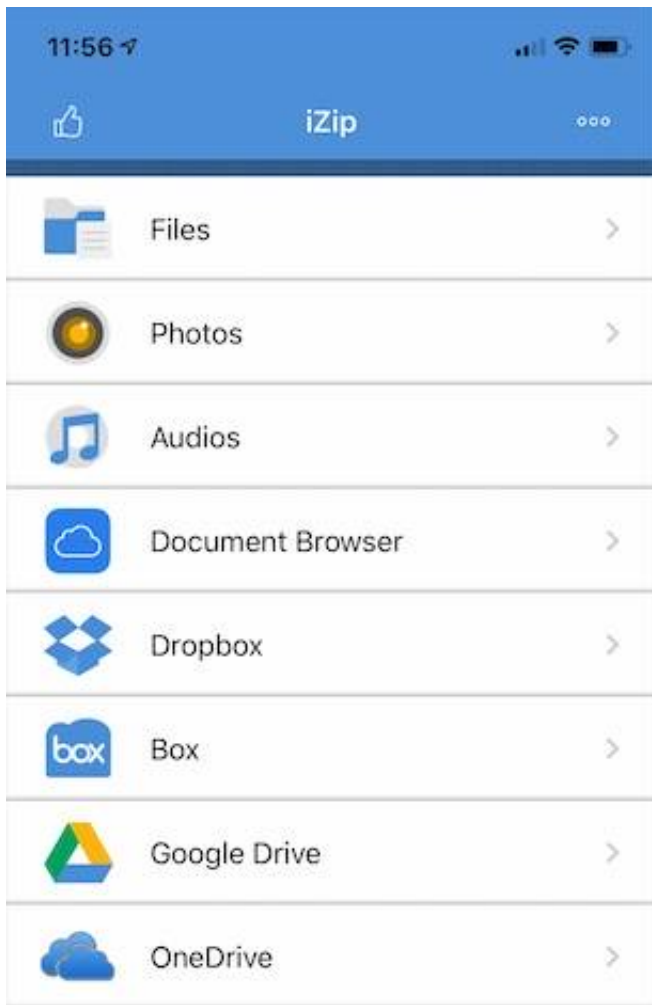 11:56
iZip
Files
Photos
Audios
Document Browser
Dropbox
box Box
Google Drive
OneDrive